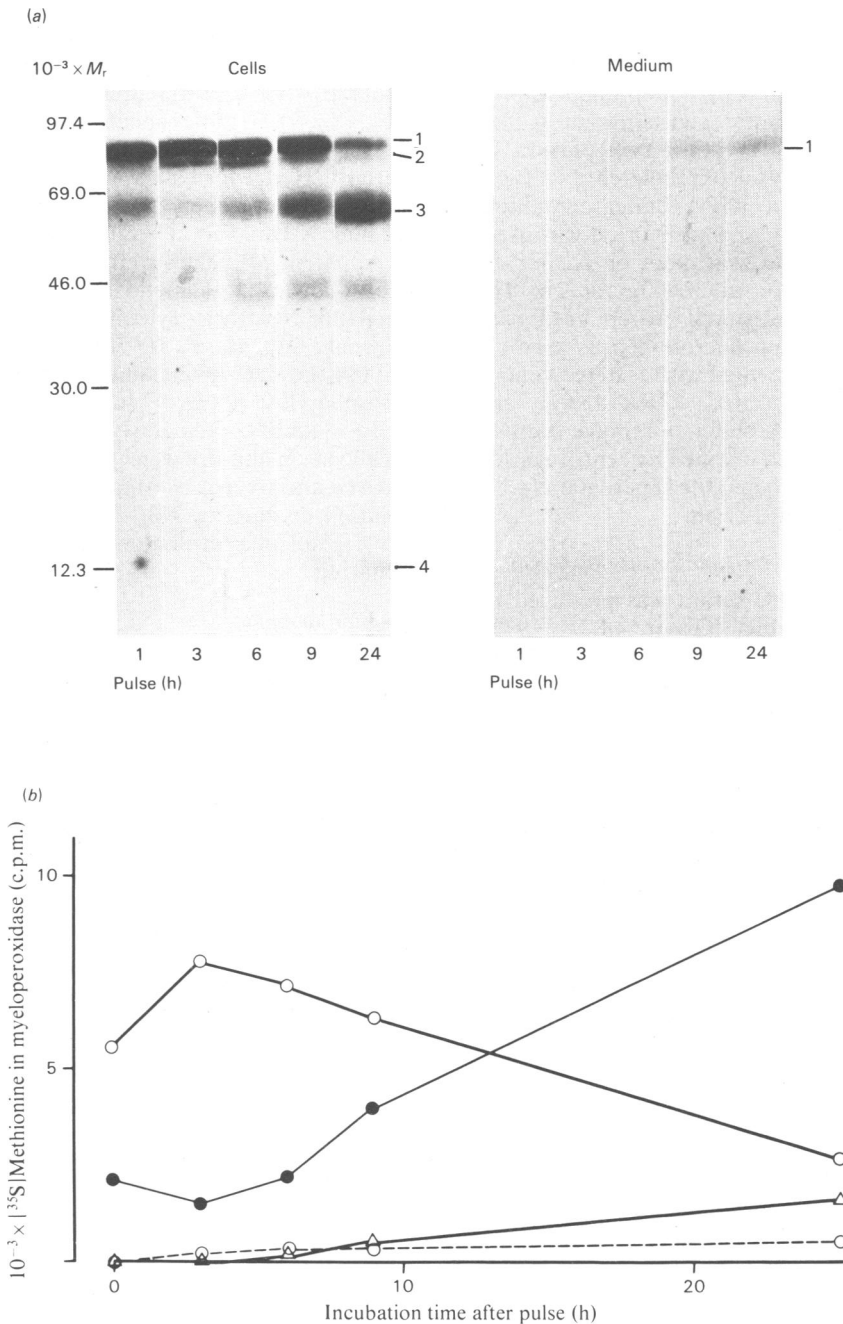 (a)
10⁻³ × Mᵣ
Cells
Medium
97.4
69.0
46.0
30.0
12.3
1
2
3
4
1
1 3 6 9 24
Pulse (h)
1 3 6 9 24
Pulse (h)
(b)
10⁻³ × |³⁵S|Methionine in myeloperoxidase (c.p.m.)
10
5
0 10 20
Incubation time after pulse (h)